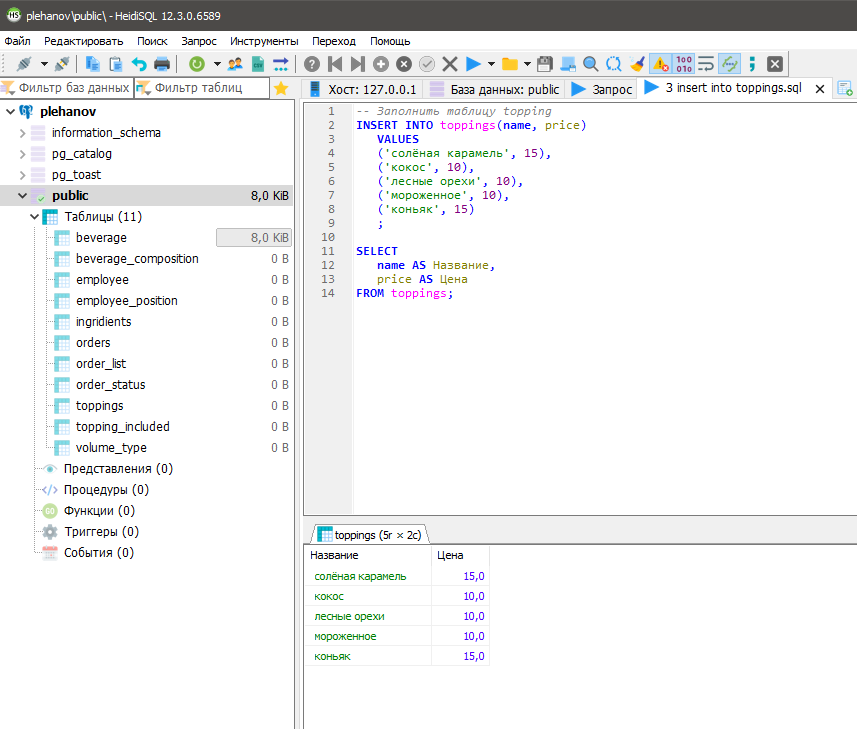 plehanov\public\ - HeidiSQL 12.3.0.6589
Файл Редактировать Поиск Запрос Инструменты Переход Помощь
Фильтр баз данных Фильтр таблиц
Хост: 127.0.0.1 База данных: public Запрос 3 insert into toppings.sql
plehanov
information_schema
pg_catalog
pg_toast
public 8,0 KiB
Таблицы (11)
beverage 8,0 KiB
beverage_composition 0 B
employee 0 B
employee_position 0 B
ingridients 0 B
orders 0 B
order_list 0 B
order_status 0 B
toppings 0 B
topping_included 0 B
volume_type 0 B
Представления (0)
Процедуры (0)
Функции (0)
Триггеры (0)
События (0)
1 -- Заполнить таблицу topping
2 INSERT INTO toppings(name, price)
3 VALUES
4 ('солёная карамель', 15),
5 ('кокос', 10),
6 ('лесные орехи', 10),
7 ('мороженное', 10),
8 ('коньяк', 15)
9 ;
10
11 SELECT
12 name AS Название,
13 price AS Цена
14 FROM toppings;
toppings (5r × 2c)
Название Цена
солёная карамель 15,0
кокос 10,0
лесные орехи 10,0
мороженное 10,0
коньяк 15,0